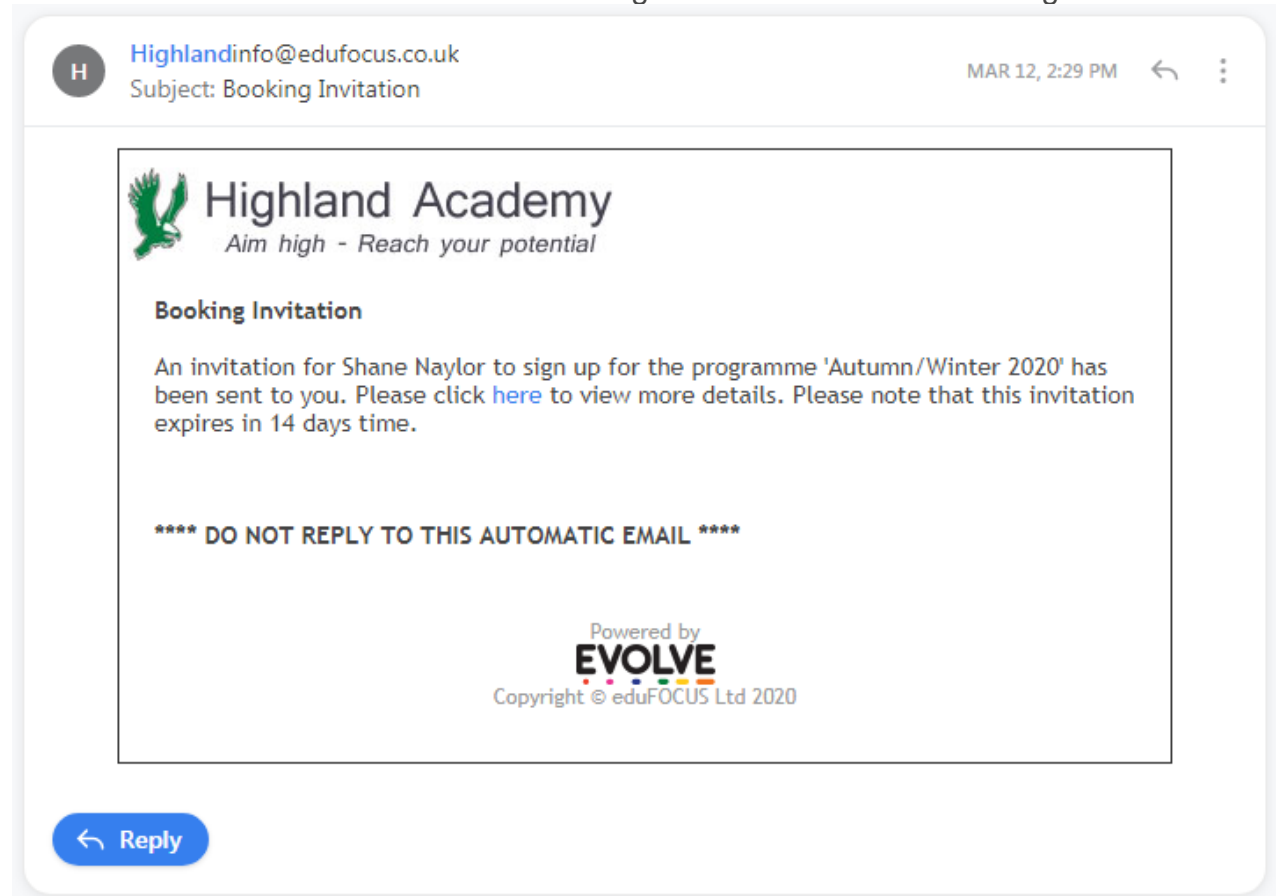 Highlandinfo@edufocus.co.uk
MAR 12, 2:29 PM
H
Subject: Booking Invitation
Highland Academy
Aim high - Reach your potential
Booking Invitation
An invitation for Shane Naylor to sign up for the programme 'Autumn/Winter 2020' has
been sent to you. Please click here to view more details. Please note that this invitation
expires in 14 days time.
**** DO NOT REPLY TO THIS AUTOMATIC EMAIL ****
Powered by
EVOLVE
Copyright © eduFOCUS Ltd 2020
Reply